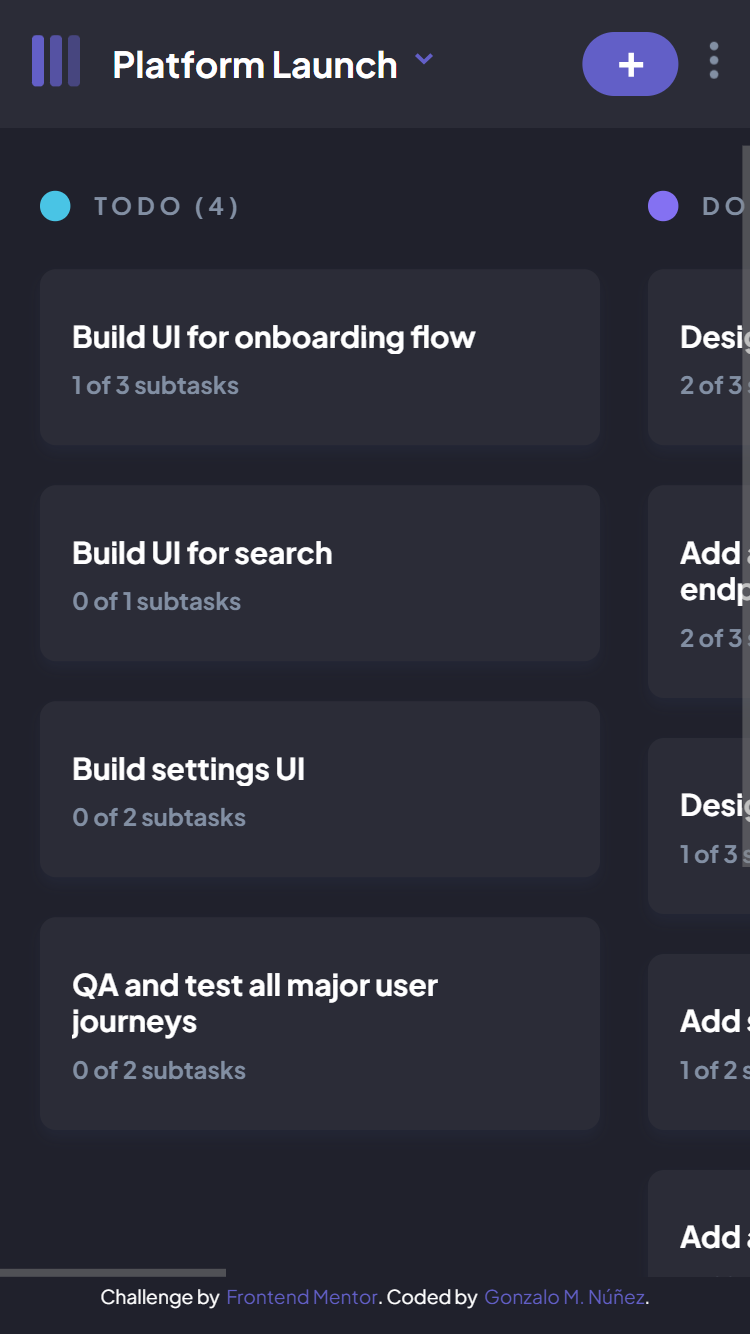 Platform Launch
TODO (4)
Build UI for onboarding flow
1 of 3 subtasks
Build UI for search
0 of 1 subtasks
Build settings UI
0 of 2 subtasks
QA and test all major user
journeys
0 of 2 subtasks
DO
2 of 3
Add
2 of 3
1 of 3
Add
1 of 2
Add
Challenge by Frontend Mentor. Coded by Gonzalo M. Núñez.